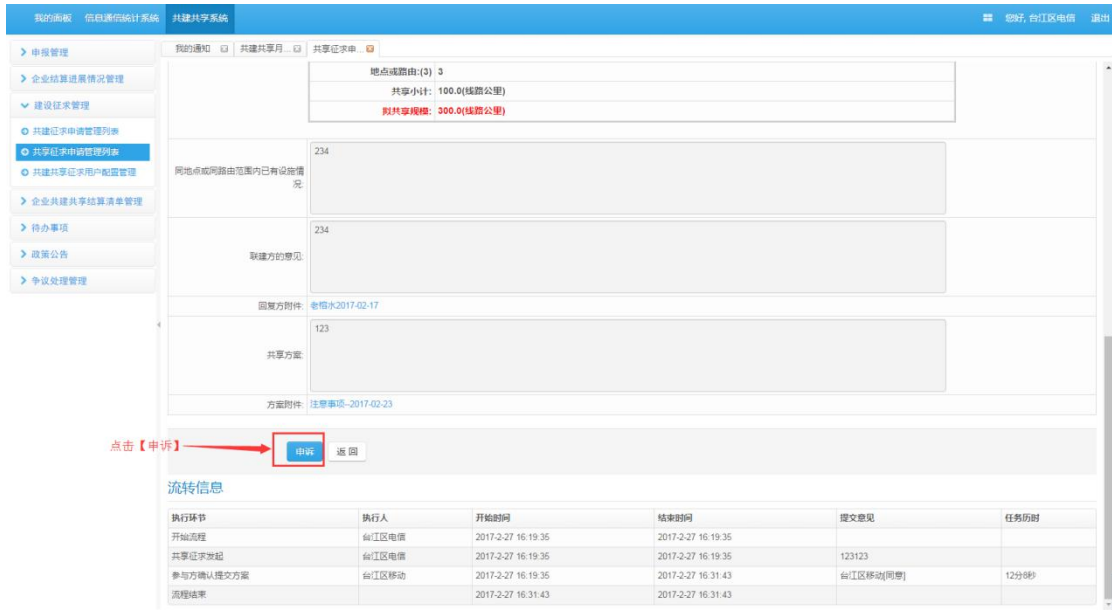 我的面板 信息通信统计系统 共建共享系统 您好, 台江区电信 退出
申报管理
企业结算进展情况管理
建设征求管理
共建征求申请管理列表
共享征求申请管理列表
共建共享征求用户配置管理
企业共建共享结算清单管理
待办事项
政策公告
争议处理管理
我的通知 共建共享月... 共享征求申...
地点或路由:(3) 3
共享小计: 100.0(线路公里)
拟共享规模: 300.0(线路公里)
同地点或同路由范围内已有设施情况:
234
联建方的意见:
234
回复方附件: 老榕水2017-02-17
共享方案:
123
方案附件: 注意事项--2017-02-23
点击【申诉】
申诉 返回
流转信息
执行环节 执行人 开始时间 结束时间 提交意见 任务历时
开始流程 台江区电信 2017-2-27 16:19:35 2017-2-27 16:19:35
共享征求发起 台江区电信 2017-2-27 16:19:35 2017-2-27 16:19:35 123123
参与方确认提交方案 台江区移动 2017-2-27 16:19:35 2017-2-27 16:31:43 台江区移动[同意] 12分8秒
流程结束 2017-2-27 16:31:43 2017-2-27 16:31:43